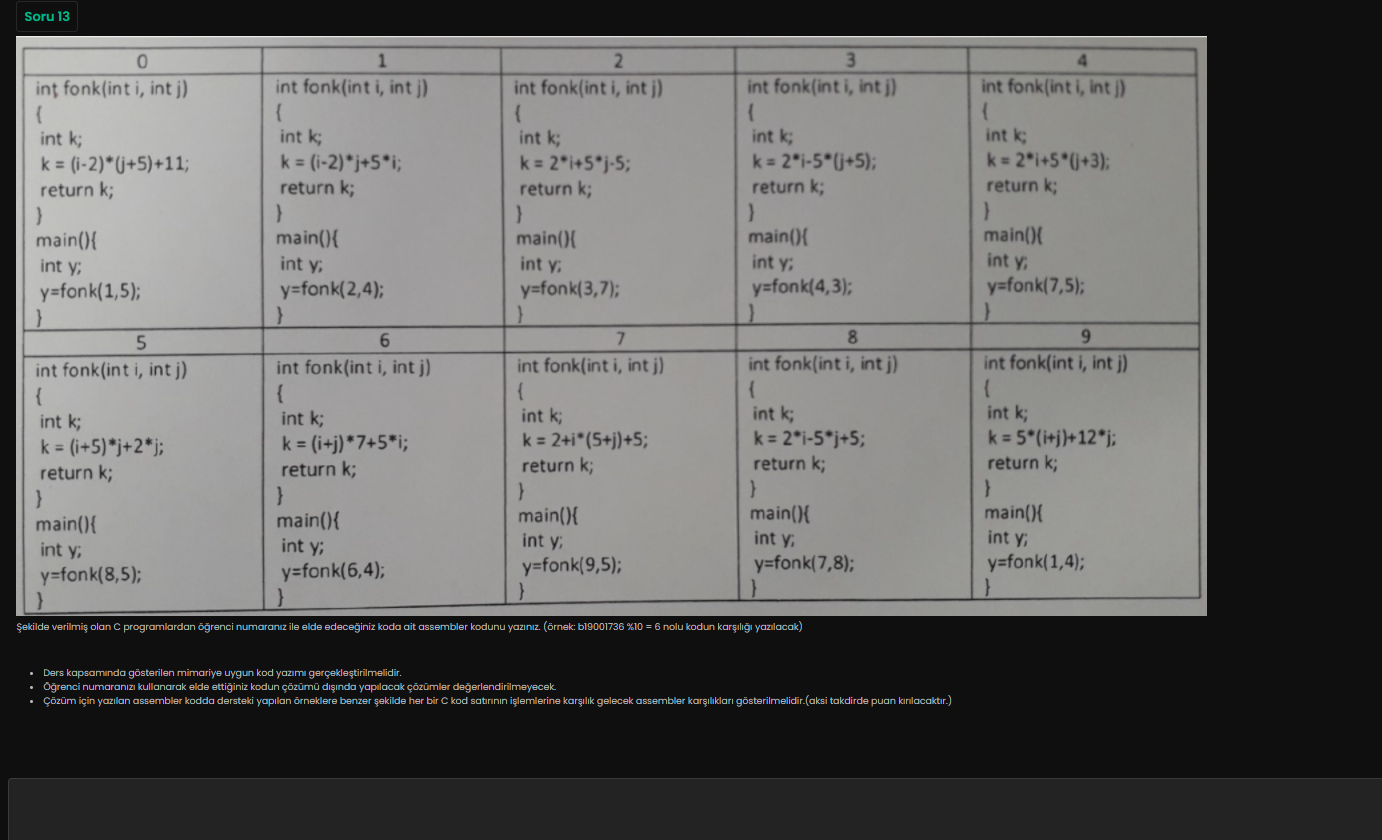 Soru 13
0 1 2 3 4
int fonk(int i, int j) int fonk(int i, int j) int fonk(int i, int j) int fonk(int i, int j) int fonk(int i, int j)
{ { { { {
int k; int k; int k; int k; int k;
k = (i-2)*(j+5)+11; k = (i-2)*j+5*i; k = 2*i+5*j-5; k = 2*i-5*(j+5); k = 2*i+5*(j+3);
return k; return k; return k; return k; return k;
} } } } }
main(){ main(){ main(){ main(){ main(){
int y; int y; int y; int y; int y;
y=fonk(1,5); y=fonk(2,4); y=fonk(3,7); y=fonk(4,3); y=fonk(7,5);
} } } } }
5 6 7 8 9
int fonk(int i, int j) int fonk(int i, int j) int fonk(int i, int j) int fonk(int i, int j) int fonk(int i, int j)
{ { { { {
int k; int k; int k; int k; int k;
k = (i+5)*j+2*j; k = (i+j)*7+5*i; k = 2+i*(5+j)+5; k = 2*i-5*j+5; k = 5*(i+j)+12*j;
return k; return k; return k; return k; return k;
} } } } }
main(){ main(){ main(){ main(){ main(){
int y; int y; int y; int y; int y;
y=fonk(8,5); y=fonk(6,4); y=fonk(9,5); y=fonk(7,8); y=fonk(1,4);
} } } } }
Şekilde verilmiş olan C programlardan öğrenci numaranız ile elde edeceğiniz koda ait assembler kodunu yazınız. (örnek: b19001736 %10 = 6 nolu kodun karşılığı yazılacak)
• Ders kapsamında gösterilen mimariye uygun kod yazımı gerçekleştirilmelidir.
• Öğrenci numaranızı kullanarak elde ettiğiniz kodun çözümü dışında yapılacak çözümler değerlendirilmeyecek.
• Çözüm için yazılan assembler kodda dersteki yapılan örneklere benzer şekilde her bir C kod satırının işlemlerine karşılık gelecek assembler karşılıkları gösterilmelidir.(aksi takdirde puan kırılacaktır.)